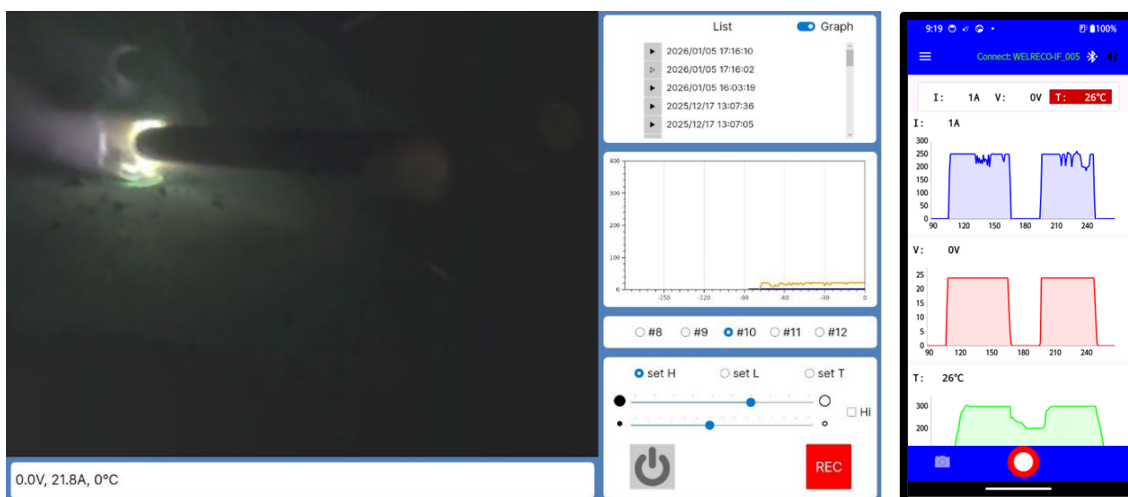 List Graph
2026/01/05 17:16:10
2026/01/05 17:16:02
2026/01/05 16:03:19
2025/12/17 13:07:36
2025/12/17 13:07:05
400
300
200
100
0
-150 -120 -90 -60 -30 0
#8 #9 #10 #11 #12
set H set L set T
Hi
REC
0.0V, 21.8A, 0°C
9:19 100%
Connect: WELRECO-IF_005
I: 1A V: 0V T: 26℃
I: 1A
300
250
200
150
100
50
0
90 120 150 180 210 240
V: 0V
25
20
15
10
5
0
90 120 150 180 210 240
T: 26℃
300
200